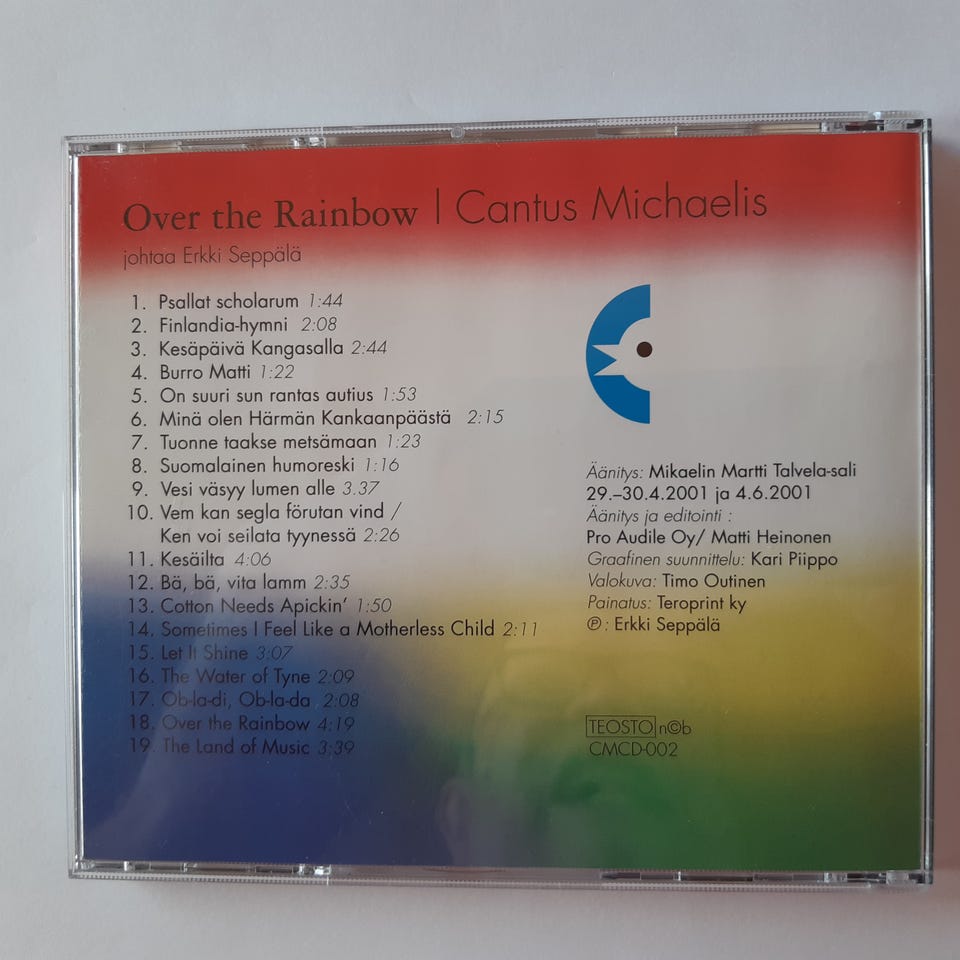 Over the Rainbow | Cantus Michaelis
johtaa Erkki Seppälä
1. Psallat scholarum 1:44
2. Finlandia-hymni 2:08
3. Kesäpäivä Kangasalla 2:44
4. Burro Matti 1:22
5. On suuri sun rantas autius 1:53
6. Minä olen Härmän Kankaanpäästä 2:15
7. Tuonne taakse metsämaan 1:23
8. Suomalainen humoreski 1:16
9. Vesi väsyy lumen alle 3.37
10. Vem kan segla förutan vind /
Ken voi seilata tyynessä 2:26
11. Kesäilta 4:06
12. Bä, bä, vita lamm 2:35
13. Cotton Needs Apickin' 1:50
14. Sometimes I Feel Like a Motherless Child 2:11
15. Let It Shine 3:07
16. The Water of Tyne 2:09
17. Ob-la-di, Ob-la-da 2:08
18. Over the Rainbow 4:19
19. The Land of Music 3:39
Äänitys: Mikaelin Martti Talvela-sali
29.–30.4.2001 ja 4.6.2001
Äänitys ja editointi :
Pro Audile Oy/ Matti Heinonen
Graafinen suunnittelu: Kari Piippo
Valokuva: Timo Outinen
Painatus: Teroprint ky
℗: Erkki Seppälä
TEOSTO n©b
CMCD-002